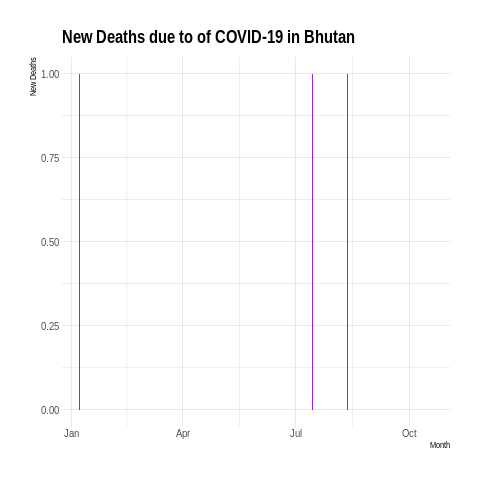 New Deaths due to of COVID-19 in Bhutan
New Deaths
1.00
0.75
0.50
0.25
0.00
Jan Apr Jul Oct
Month